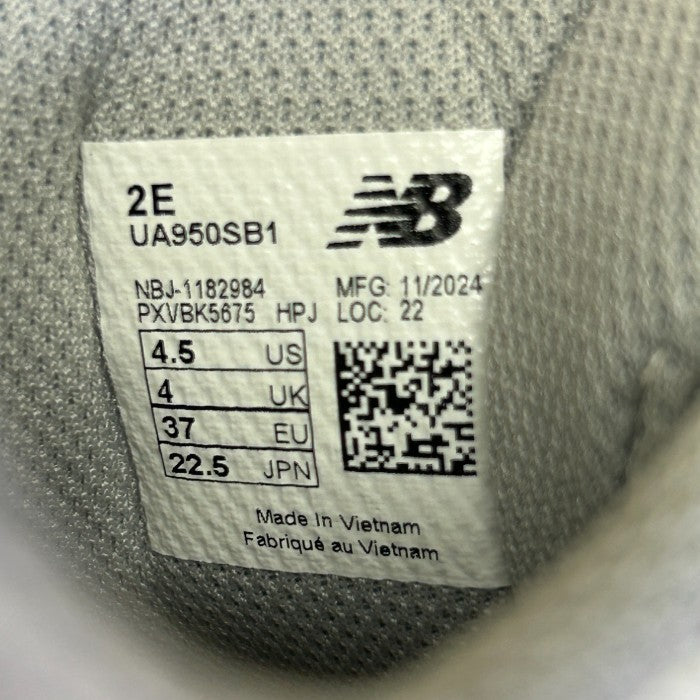 2E
UA950SB1
NB
NBJ-1182984
PXVBK5675 HPJ
MFG: 11/2024
LOC: 22
4.5 US
4 UK
37 EU
22.5 JPN
Made In Vietnam
Fabriqué au Vietnam